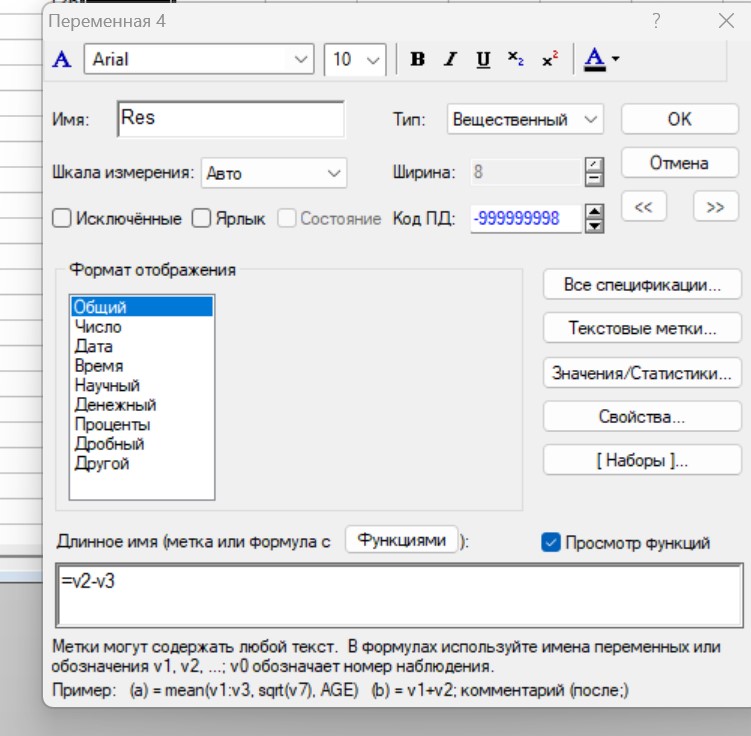 Переменная 4
? ×
A Arial 10 B I U x₂ x² A
Имя: Res Тип: Вещественный OK
Шкала измерения: Авто Ширина: 8 Отмена
Исключённые Ярлык Состояние Код ПД: -999999998 << >>
Формат отображения
Общий
Число
Дата
Время
Научный
Денежный
Проценты
Дробный
Другой
Все спецификации...
Текстовые метки...
Значения/Статистики...
Свойства...
[ Наборы ]...
Длинное имя (метка или формула с Функциями ): Просмотр функций
=v2-v3
Метки могут содержать любой текст. В формулах используйте имена переменных или
обозначения v1, v2, ...; v0 обозначает номер наблюдения.
Пример: (a) = mean(v1:v3, sqrt(v7), AGE) (b) = v1+v2; комментарий (после;)